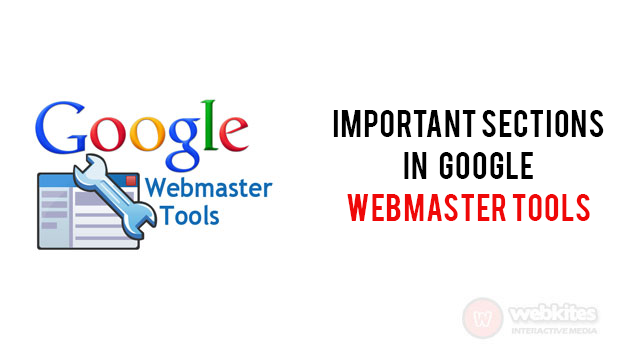 Google
Webmaster
Tools
IMPORTANT SECTIONS
IN GOOGLE
WEBMASTER TOOLS
w webkites
INTERACTIVE MEDIA